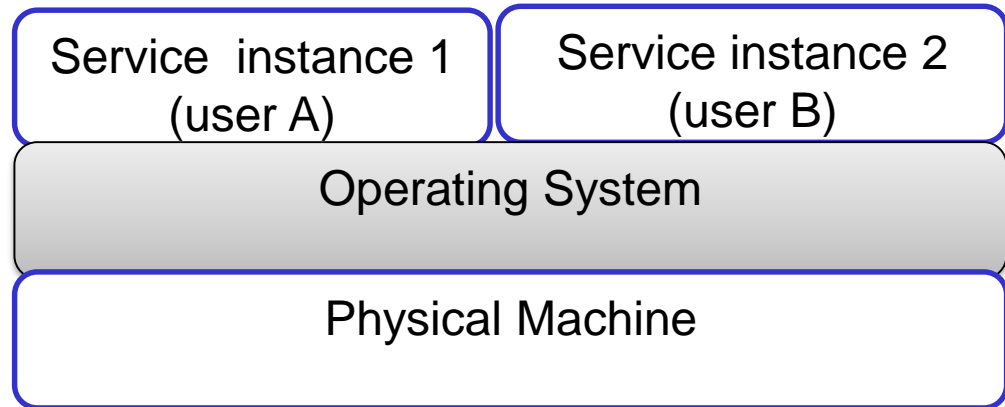 Service instance 1
(user A)
Service instance 2
(user B)
Operating System
Physical Machine